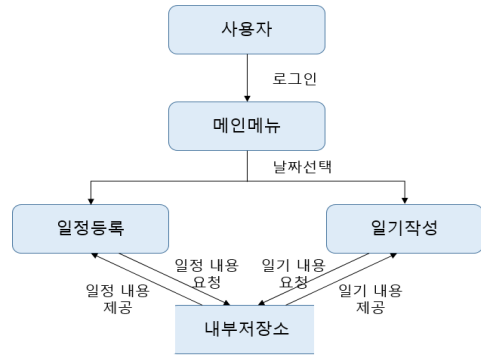 사용자
로그인
메인메뉴
날짜선택
일정등록
일기작성
일정 내용
요청
일기 내용
요청
일정 내용
제공
일기 내용
제공
내부저장소